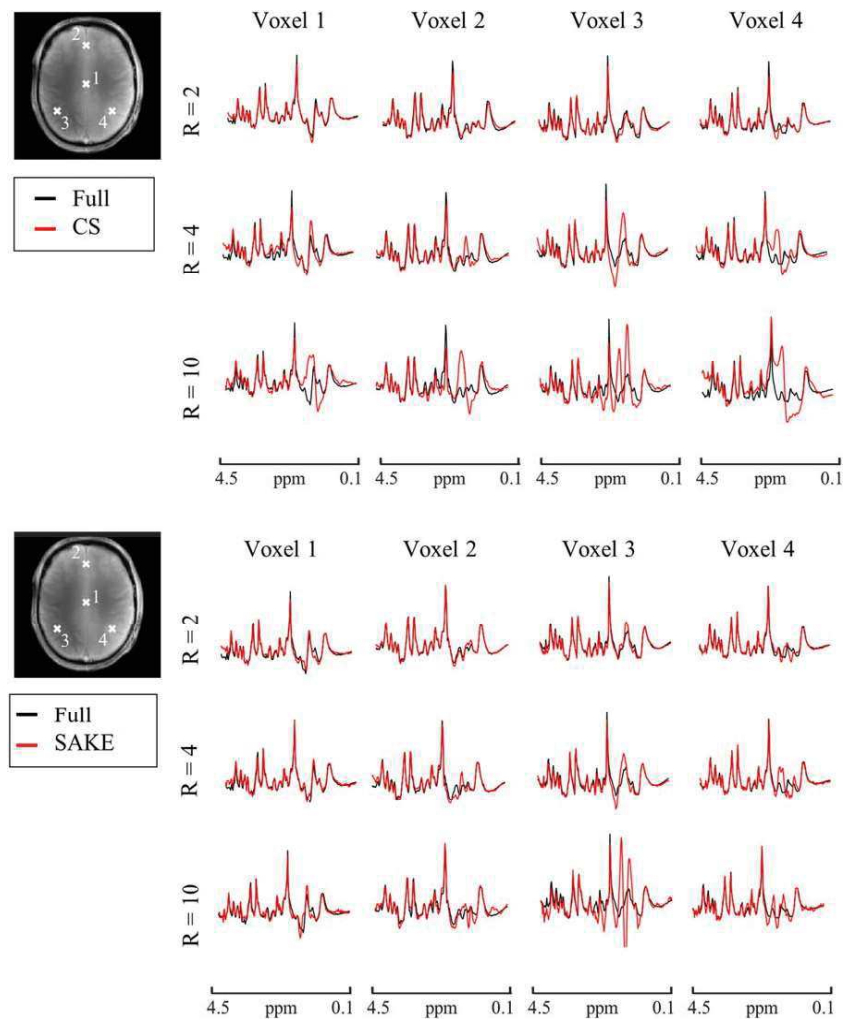 Voxel 1 Voxel 2 Voxel 3 Voxel 4
2
1
3 4
R = 2
Full
CS
R = 4
R = 10
4.5 ppm 0.1 4.5 ppm 0.1 4.5 ppm 0.1 4.5 ppm 0.1
Voxel 1 Voxel 2 Voxel 3 Voxel 4
2
1
3 4
R = 2
Full
SAKE
R = 4
R = 10
4.5 ppm 0.1 4.5 ppm 0.1 4.5 ppm 0.1 4.5 ppm 0.1